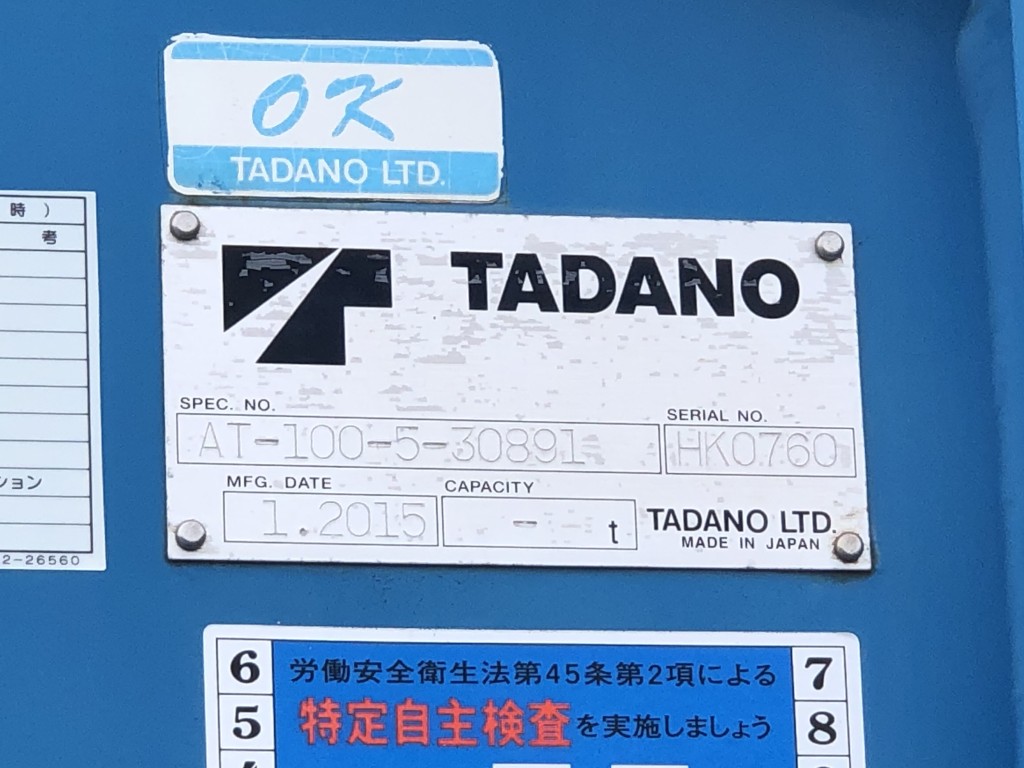 OK
TADANO LTD.
時 )
考
ション
2-26560
TADANO
SPEC. NO.
AT-100-5-30891
SERIAL NO.
HK0760
MFG. DATE
1.2015
CAPACITY
- t
TADANO LTD.
MADE IN JAPAN
6
労働安全衛生法第45条第2項による
7
5
特定自主検査を実施しましょう
8